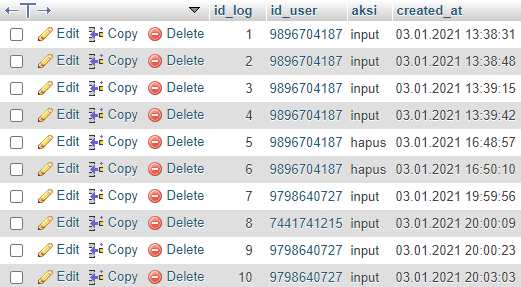 id_log id_user aksi created_at
Edit Copy Delete 1 9896704187 input 03.01.2021 13:38:31
Edit Copy Delete 2 9896704187 input 03.01.2021 13:38:48
Edit Copy Delete 3 9896704187 input 03.01.2021 13:39:15
Edit Copy Delete 4 9896704187 input 03.01.2021 13:39:42
Edit Copy Delete 5 9896704187 hapus 03.01.2021 16:48:57
Edit Copy Delete 6 9896704187 hapus 03.01.2021 16:50:10
Edit Copy Delete 7 9798640727 input 03.01.2021 19:59:56
Edit Copy Delete 8 7441741215 input 03.01.2021 20:00:09
Edit Copy Delete 9 9798640727 input 03.01.2021 20:00:23
Edit Copy Delete 10 9798640727 input 03.01.2021 20:03:03